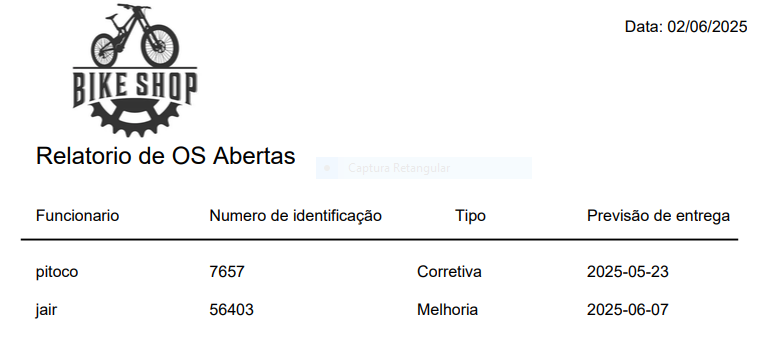 Data: 02/06/2025
BIKE SHOP
Relatorio de OS Abertas
Captura Retangular
Funcionario Numero de identificação Tipo Previsão de entrega
pitoco 7657 Corretiva 2025-05-23
jair 56403 Melhoria 2025-06-07